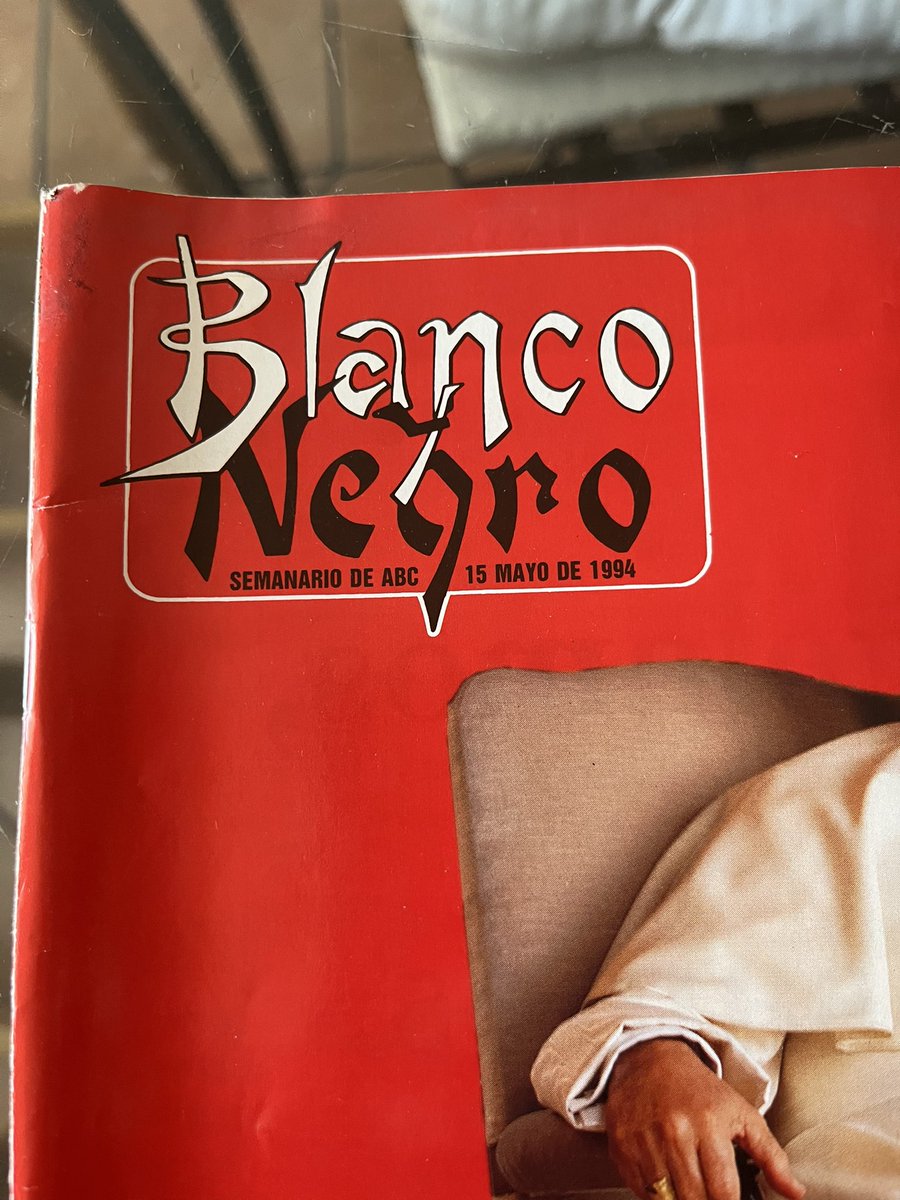 Blanco
y
Negro
SEMANARIO DE ABC 15 MAYO DE 1994